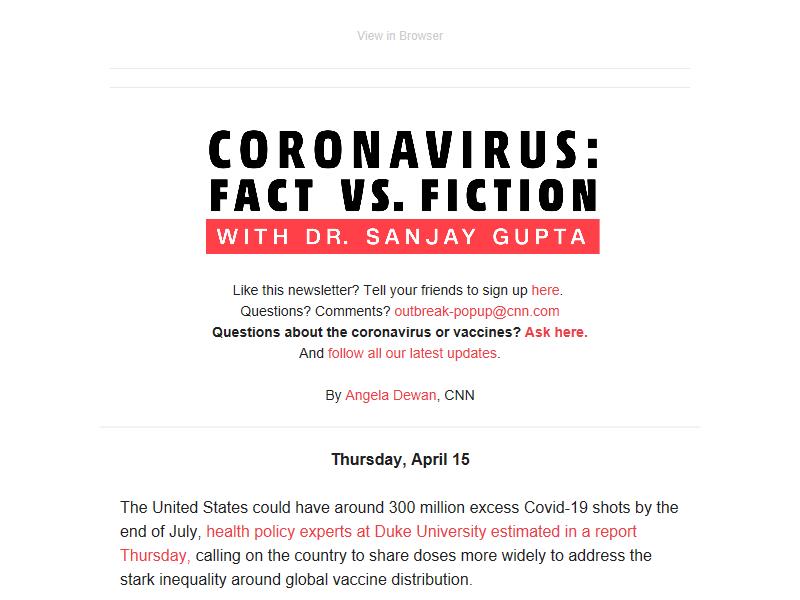 View in Browser
CORONAVIRUS:
FACT VS. FICTION
WITH DR. SANJAY GUPTA
Like this newsletter? Tell your friends to sign up here.
Questions? Comments? outbreak-popup@cnn.com
Questions about the coronavirus or vaccines? Ask here.
And follow all our latest updates.
By Angela Dewan, CNN
Thursday, April 15
The United States could have around 300 million excess Covid-19 shots by the
end of July, health policy experts at Duke University estimated in a report
Thursday, calling on the country to share doses more widely to address the
stark inequality around global vaccine distribution.